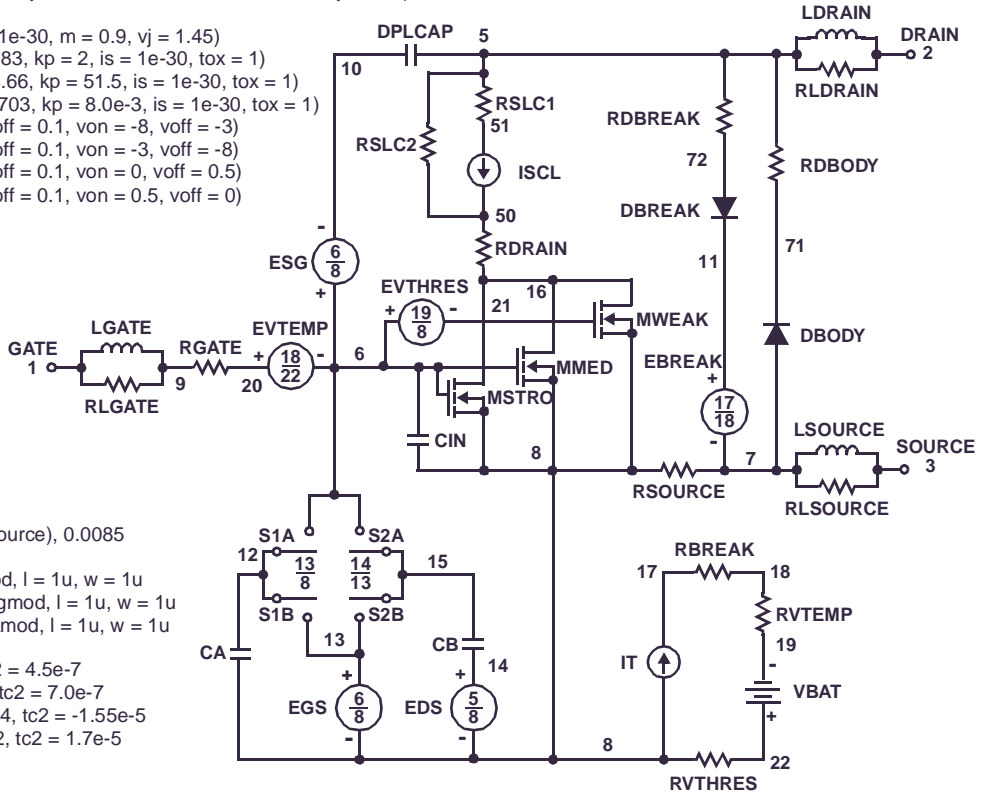 1e-30, m = 0.9, vj = 1.45)
83, kp = 2, is = 1e-30, tox = 1)
.66, kp = 51.5, is = 1e-30, tox = 1)
703, kp = 8.0e-3, is = 1e-30, tox = 1)
off = 0.1, von = -8, voff = -3)
off = 0.1, von = -3, voff = -8)
off = 0.1, von = 0, voff = 0.5)
off = 0.1, von = 0.5, voff = 0)
DPLCAP
5
10
LDRAIN
DRAIN
2
RLDRAIN
RSLC1
51
RSLC2
ISCL
50
RDRAIN
RDBREAK
72
RDBODY
DBREAK
71
11
ESG
-
6
8
+
EVTHRES
+
19
8
-
16
21
MWEAK
DBODY
LGATE
GATE
1
RLGATE
9
RGATE
20
EVTEMP
+
18
22
-
6
MMED
MSTRO
EBREAK
+
17
18
-
CIN
8
RSOURCE
7
LSOURCE
SOURCE
3
RLSOURCE
ource), 0.0085
d, l = 1u, w = 1u
gmod, l = 1u, w = 1u
mod, l = 1u, w = 1u
2 = 4.5e-7
tc2 = 7.0e-7
4, tc2 = -1.55e-5
2, tc2 = 1.7e-5
S1A
S2A
12
13
8
14
13
15
S1B
S2B
13
CA
CB
14
+
EGS
6
8
-
+
EDS
5
8
-
8
RBREAK
17
18
RVTEMP
19
-
IT
VBAT
+
22
RVTHRES